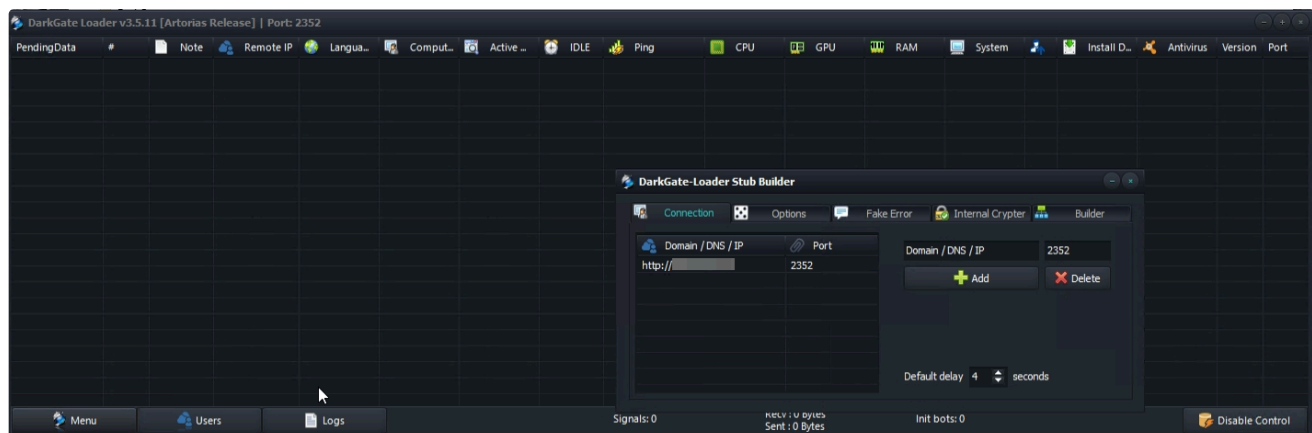 DarkGate Loader v3.5.11 [Artorias Release] | Port: 2352
PendingData # Note Remote IP Langua... Comput... Active ... IDLE Ping CPU GPU RAM System Install D... Antivirus Version Port
DarkGate-Loader Stub Builder
Connection Options Fake Error Internal Crypter Builder
Domain / DNS / IP Port
http:// 2352
Domain / DNS / IP 2352
Add Delete
Default delay 4 seconds
Menu Users Logs Signals: 0 Recv : 0 Bytes Init bots: 0 Disable Control
Sent : 0 Bytes